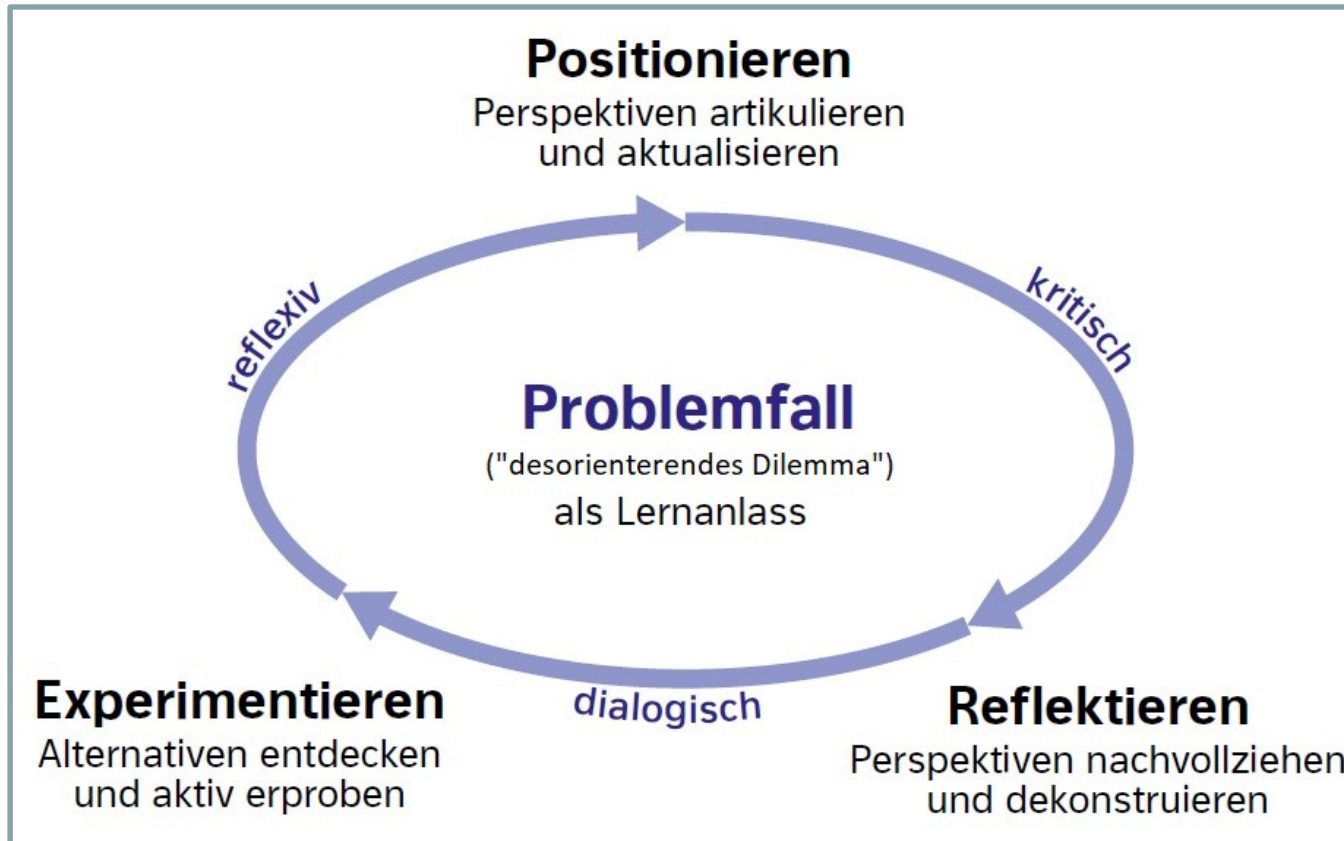 Positionieren
Perspektiven artikulieren
und aktualisieren
reflexiv
kritisch
Problemfall
("desorienterendes Dilemma")
als Lernanlass
dialogisch
Experimentieren
Alternativen entdecken
und aktiv erproben
Reflektieren
Perspektiven nachvollziehen
und dekonstruieren